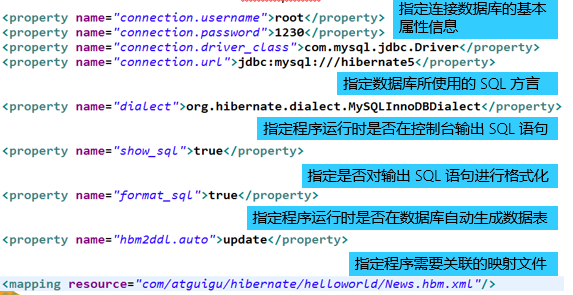 指定连接数据库的基本
属性信息
<property name="connection.username">root</property>
<property name="connection.password">1230</property>
<property name="connection.driver_class">com.mysql.jdbc.Driver</property>
<property name="connection.url">jdbc:mysql:///hibernate5</property>
指定数据库所使用的 SQL 方言
<property name="dialect">org.hibernate.dialect.MySQLInnoDBDialect</property>
指定程序运行时是否在控制台输出 SQL 语句
<property name="show_sql">true</property>
指定是否对输出 SQL 语句进行格式化
<property name="format_sql">true</property>
指定程序运行时是否在数据库自动生成数据表
<property name="hbm2ddl.auto">update</property>
指定程序需要关联的映射文件
<mapping resource="com/atguigu/hibernate/helloworld/News.hbm.xml"/>